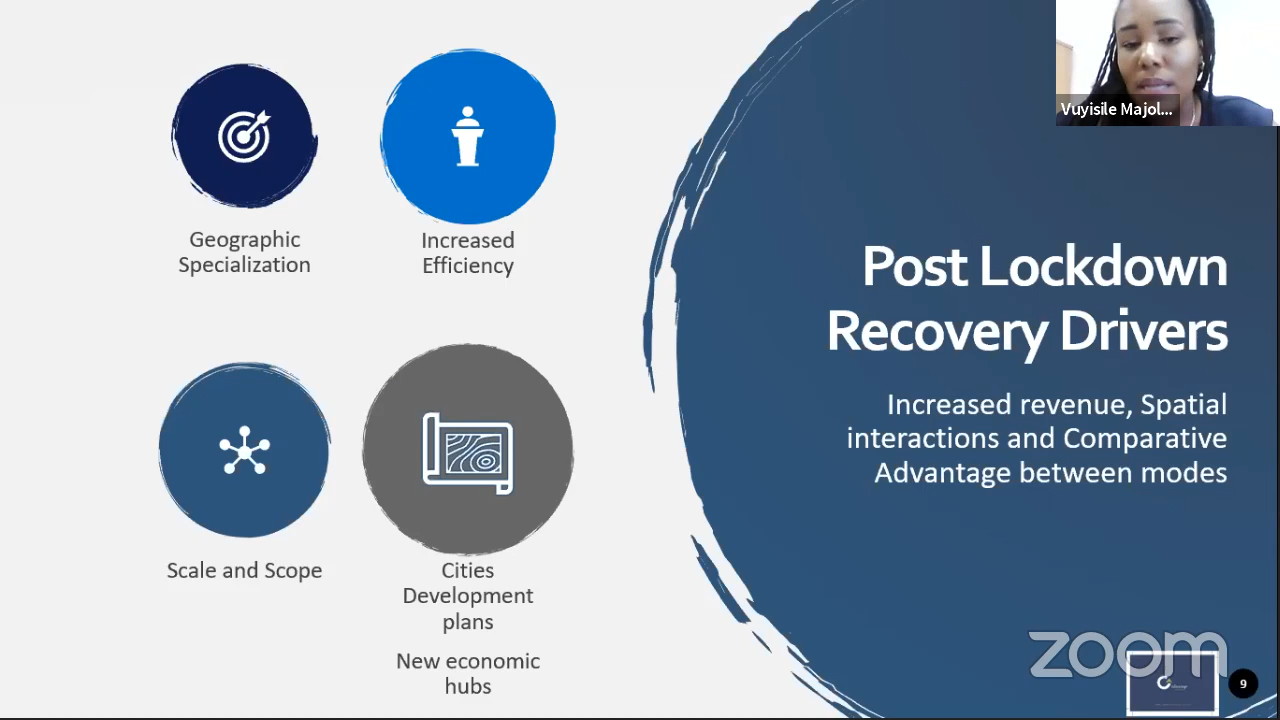 Vuyisile Majol...
Geographic
Specialization
Increased
Efficiency
Scale and Scope
Cities
Development
plans
New economic
hubs
Post Lockdown
Recovery Drivers
Increased revenue, Spatial
interactions and Comparative
Advantage between modes
zoom
9